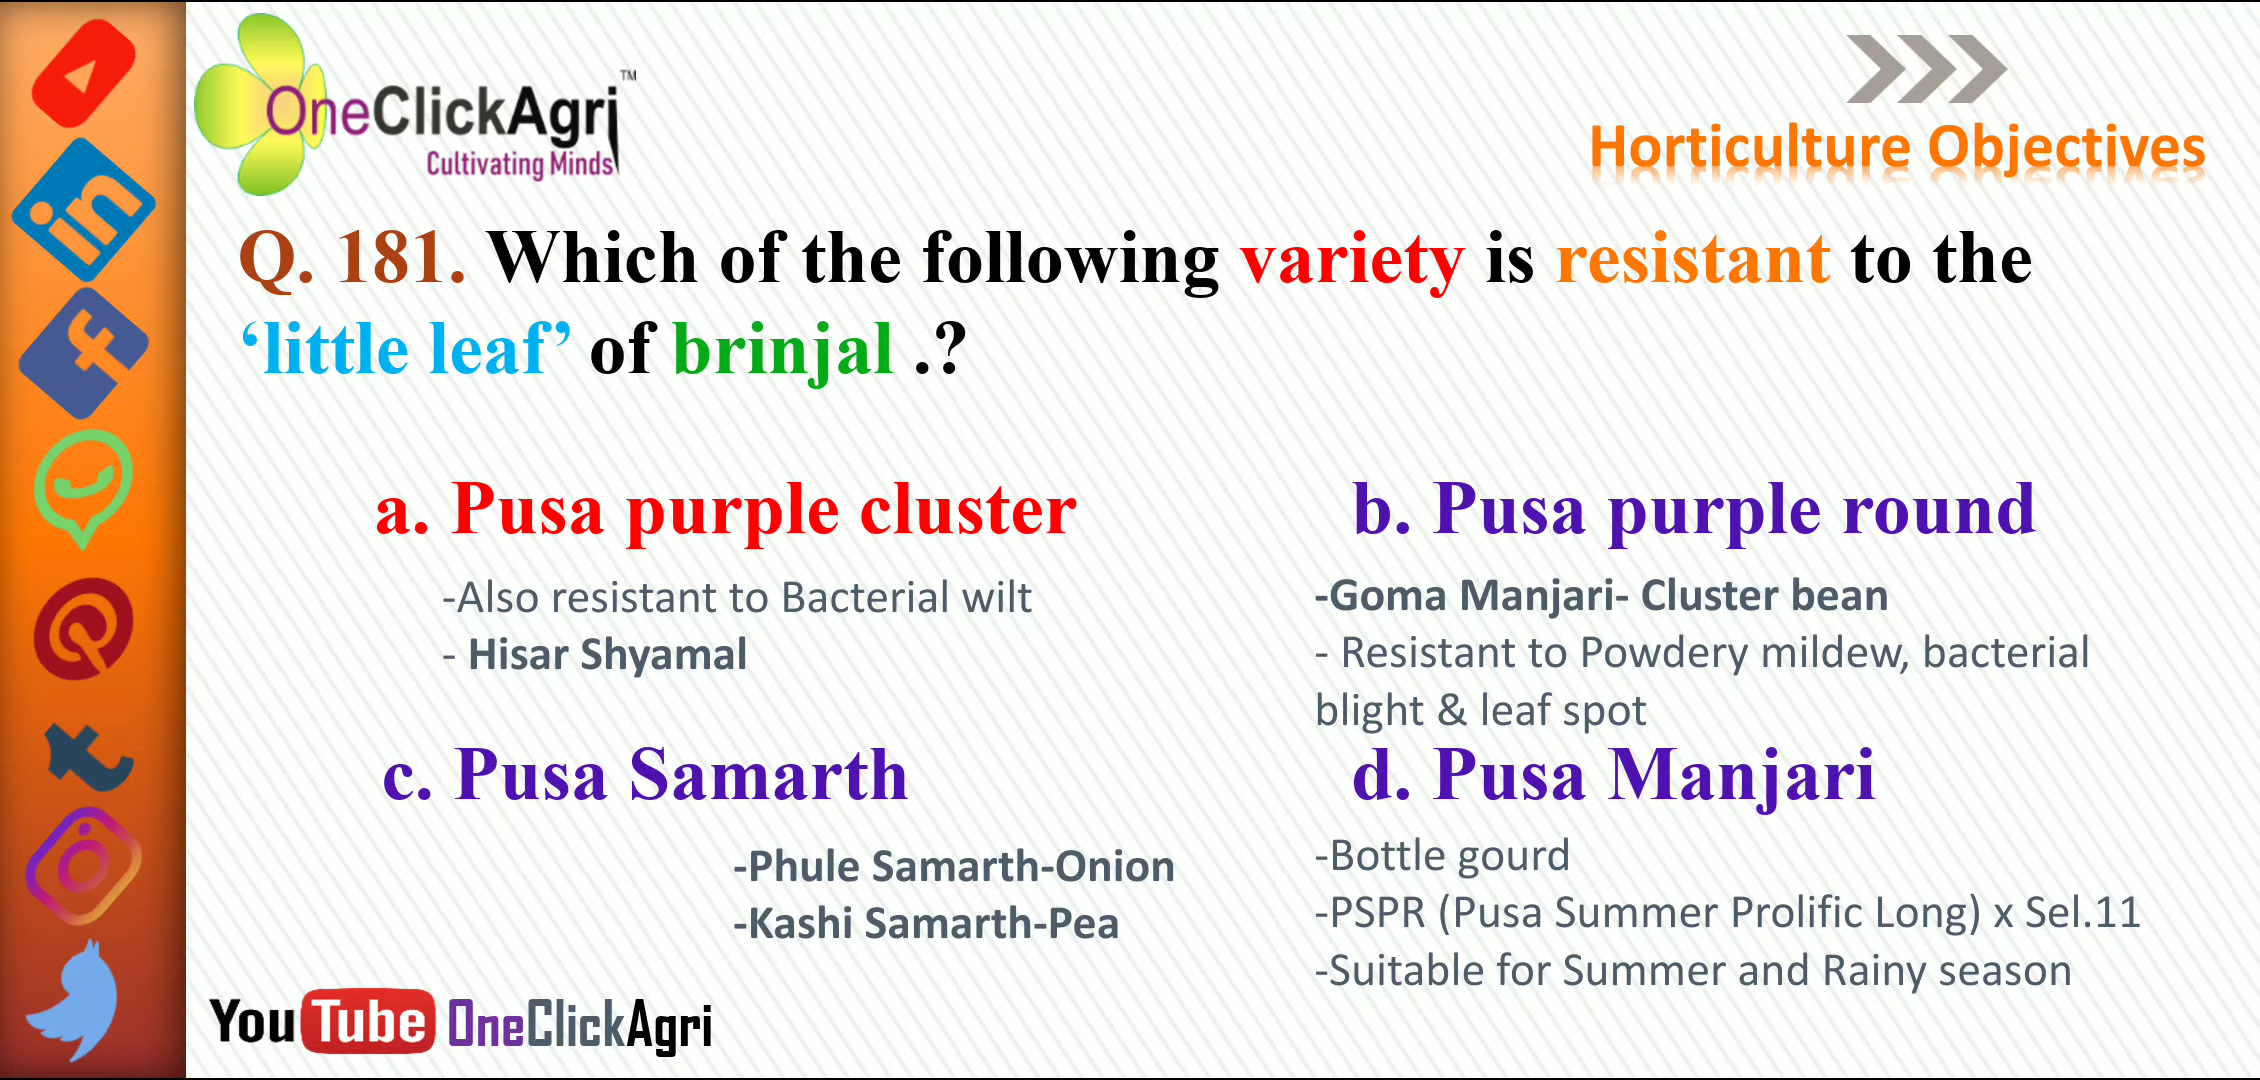 OneClickAgri™
Cultivating Minds
Horticulture Objectives
Q. 181. Which of the following variety is resistant to the
‘little leaf’ of brinjal .?
a. Pusa purple cluster
-Also resistant to Bacterial wilt
- Hisar Shyamal
b. Pusa purple round
-Goma Manjari- Cluster bean
- Resistant to Powdery mildew, bacterial
blight & leaf spot
c. Pusa Samarth
-Phule Samarth-Onion
-Kashi Samarth-Pea
d. Pusa Manjari
-Bottle gourd
-PSPR (Pusa Summer Prolific Long) x Sel.11
-Suitable for Summer and Rainy season
YouTube OneClickAgri